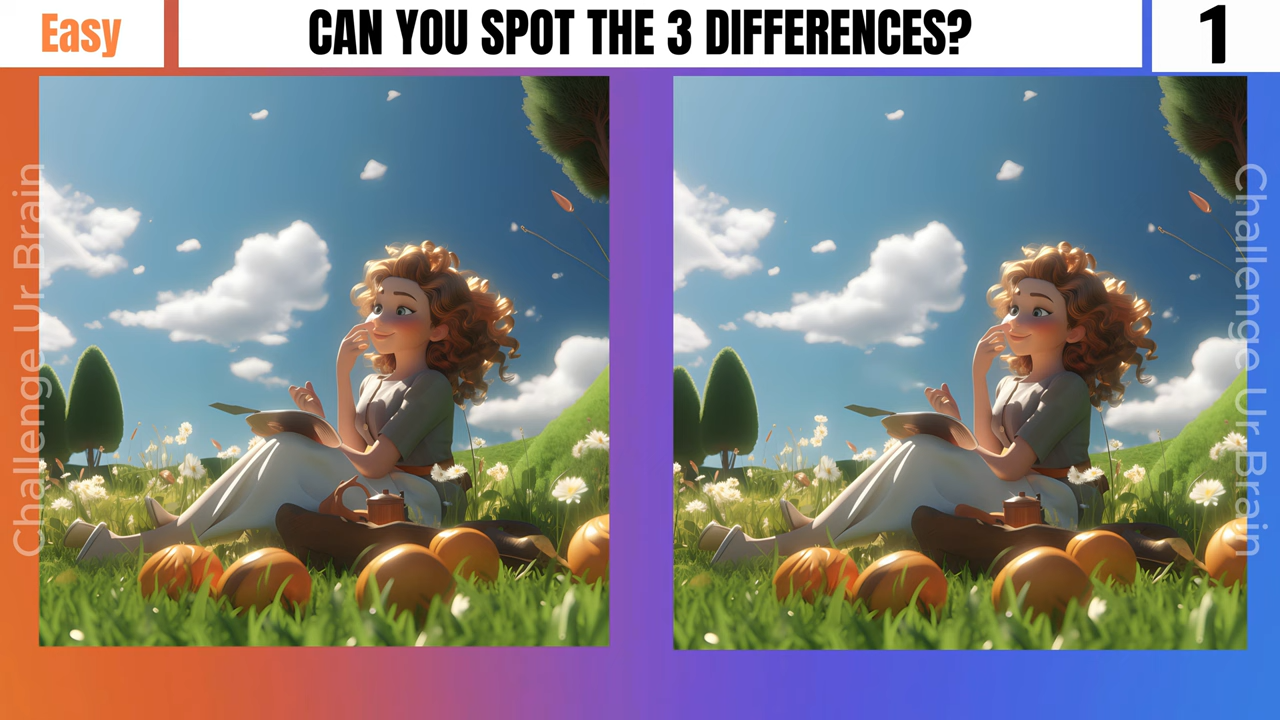 Easy
CAN YOU SPOT THE 3 DIFFERENCES?
1
Challenge Ur Brain
Challenge Ur Brain